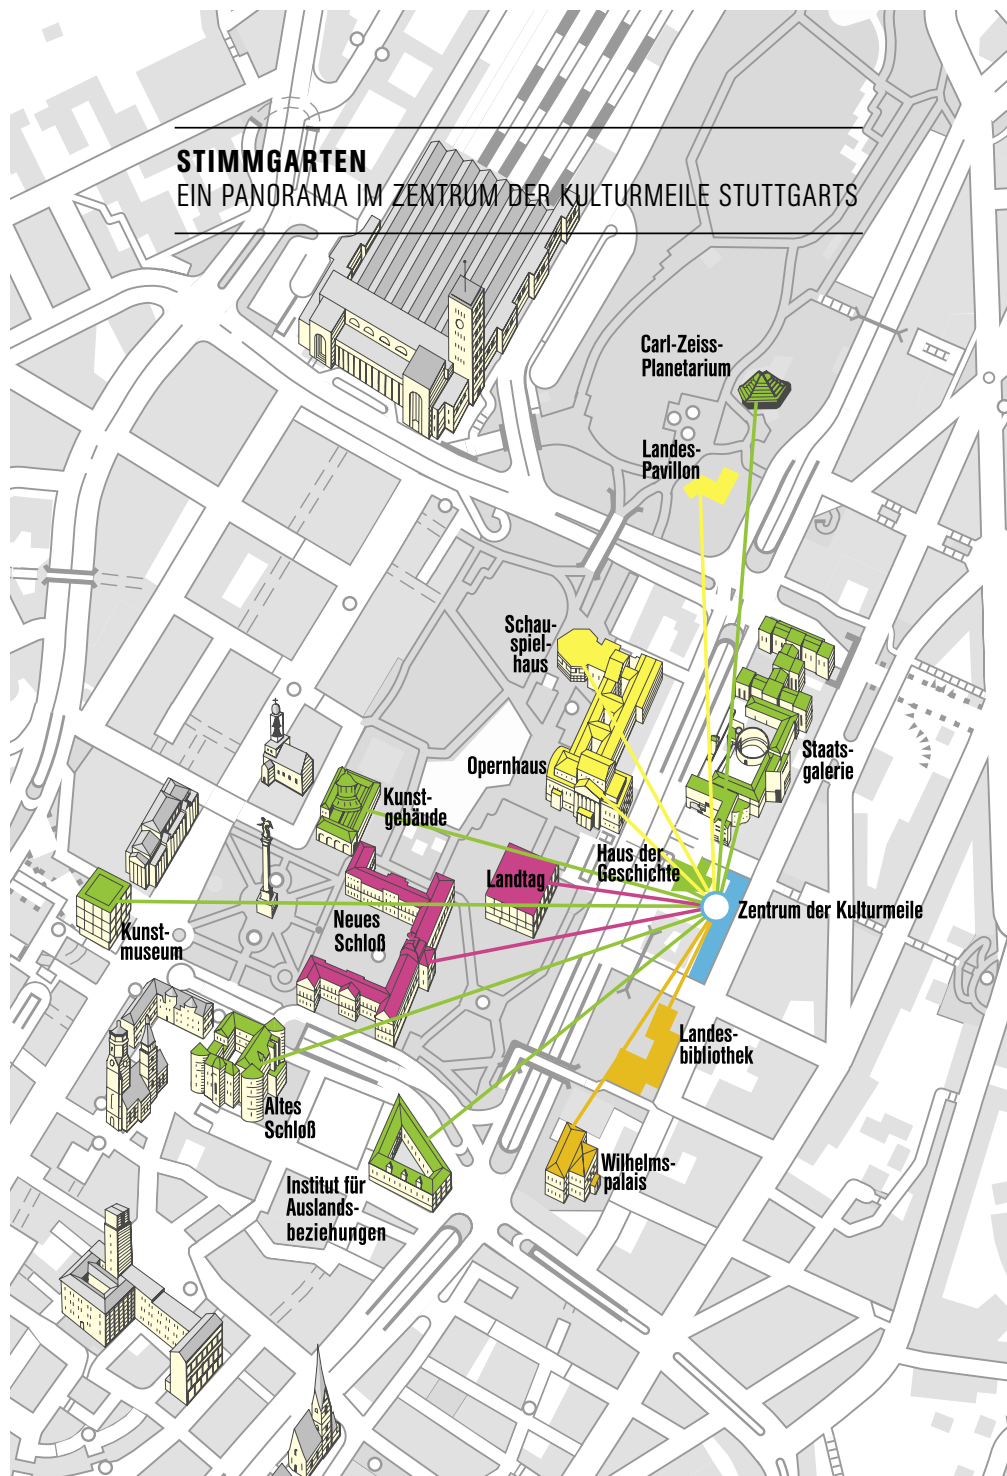 STIMMGARTEN
EIN PANORAMA IM ZENTRUM DER KULTURMEILE STUTTGARTS
Carl-Zeiss-
Planetarium
Landes-
Pavillon
Schau-
spiel-
haus
Opernhaus
Staats-
galerie
Kunst-
gebäude
Haus der
Geschichte
Landtag
Zentrum der Kulturmeile
Neues
Schloß
Kunst-
museum
Landes-
bibliothek
Altes
Schloß
Wilhelms-
palais
Institut für
Auslands-
beziehungen